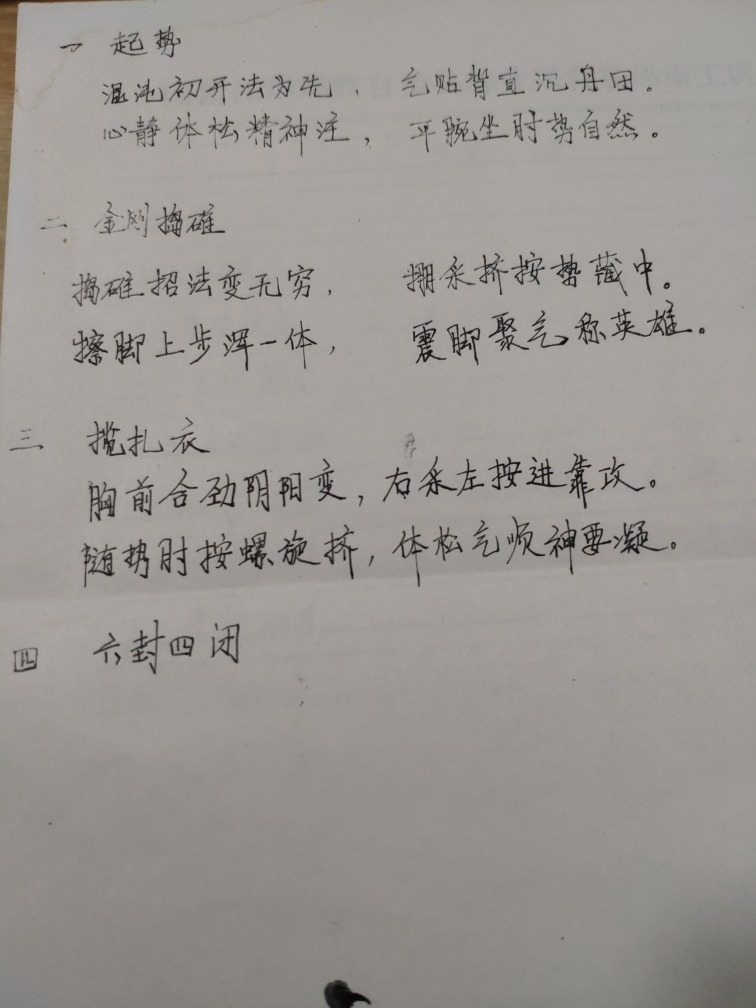 一 起势
混沌初开法为先， 气贴背直沉丹田。
心静体松精神注， 平腕坐肘势自然。
二 金刚捣碓
捣碓招法变无穷， 掤采挤按势藏中。
擦脚上步浑一体， 震脚聚气称英雄。
三 揽扎衣
胸前合劲阴阳变，右采左按进靠攻。
随势肘按螺旋挤，体松气顺神要凝。
四 六封四闭